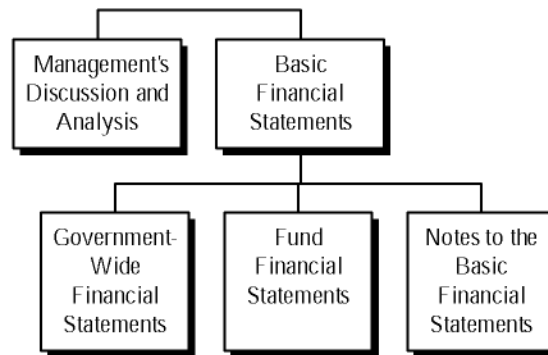 Management's
Discussion and
Analysis
Basic
Financial
Statements
Government-
Wide
Financial
Statements
Fund
Financial
Statements
Notes to the
Basic
Financial
Statements